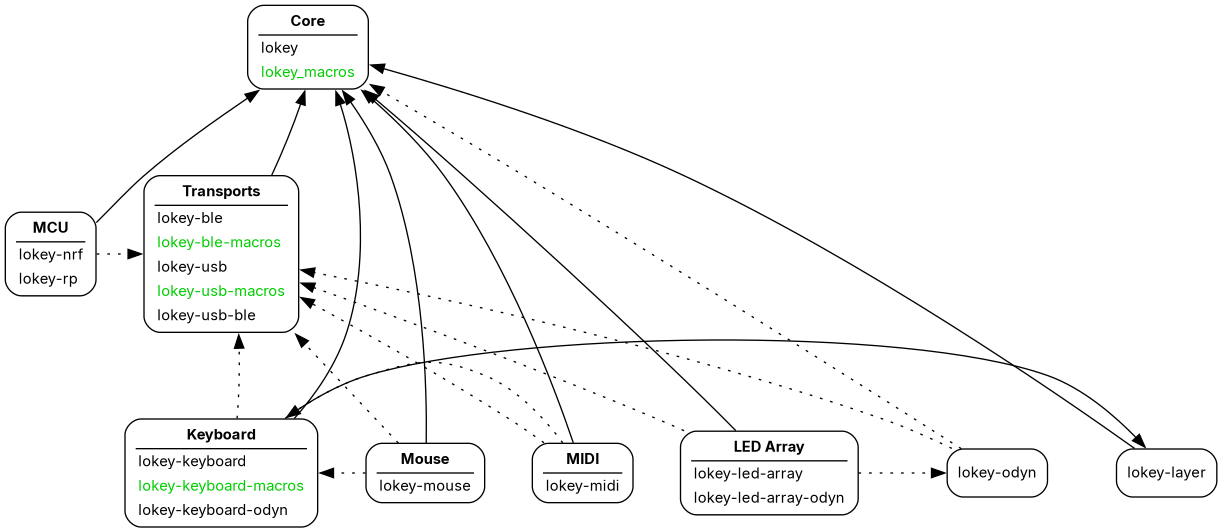 Core
lokey
lokey_macros
MCU
lokey-nrf
lokey-rp
Transports
lokey-ble
lokey-ble-macros
lokey-usb
lokey-usb-macros
lokey-usb-ble
Keyboard
lokey-keyboard
lokey-keyboard-macros
lokey-keyboard-odyn
Mouse
lokey-mouse
MIDI
lokey-midi
LED Array
lokey-led-array
lokey-led-array-odyn
lokey-odyn
lokey-layer